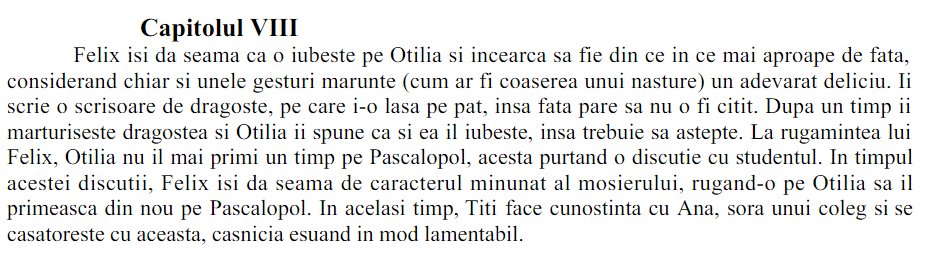 Capitolul VIII
Felix isi da seama ca o iubeste pe Otilia si incearca sa fie din ce in ce mai aproape de fata,
considerand chiar si unele gesturi marunte (cum ar fi coaserea unui nasture) un adevarat deliciu. Ii
scrie o scrisoare de dragoste, pe care i-o lasa pe pat, insa fata pare sa nu o fi citit. Dupa un timp ii
marturiseste dragostea si Otilia ii spune ca si ea il iubeste, insa trebuie sa astepte. La rugamintea lui
Felix, Otilia nu il mai primi un timp pe Pascalopol, acesta purtand o discutie cu studentul. In timpul
acestei discutii, Felix isi da seama de caracterul minunat al mosierului, rugand-o pe Otilia sa il
primeasca din nou pe Pascalopol. In acelasi timp, Titi face cunostinta cu Ana, sora unui coleg si se
casatoreste cu aceasta, casnicia esuand in mod lamentabil.